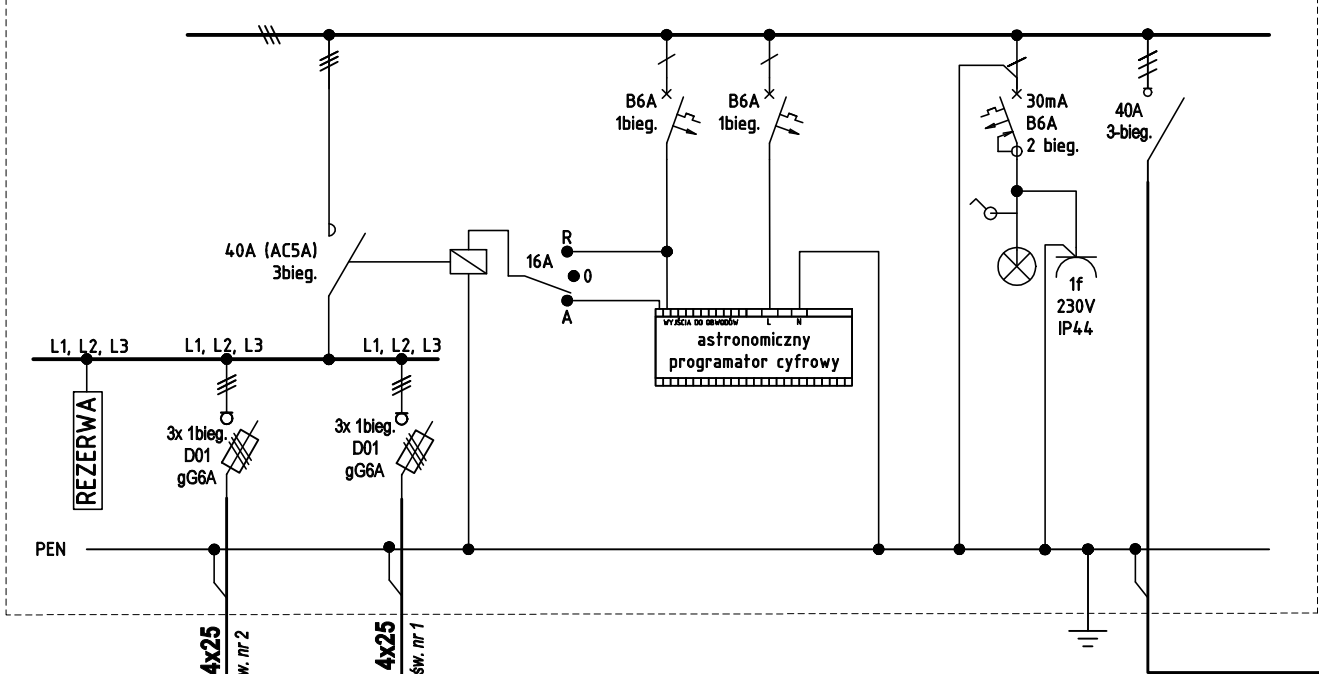 B6A
1bieg.
B6A
1bieg.
30mA
B6A
2 bieg.
40A
3-bieg.
40A (AC5A)
3bieg.
R
16A
0
A
WYJŚCIA DO OBWODÓW
L
N
astronomiczny
programator cyfrowy
1f
230V
IP44
L1, L2, L3
L1, L2, L3
L1, L2, L3
REZERWA
3x 1bieg.
D01
gG6A
3x 1bieg.
D01
gG6A
PEN
4x25
w. nr 2
4x25
św. nr 1